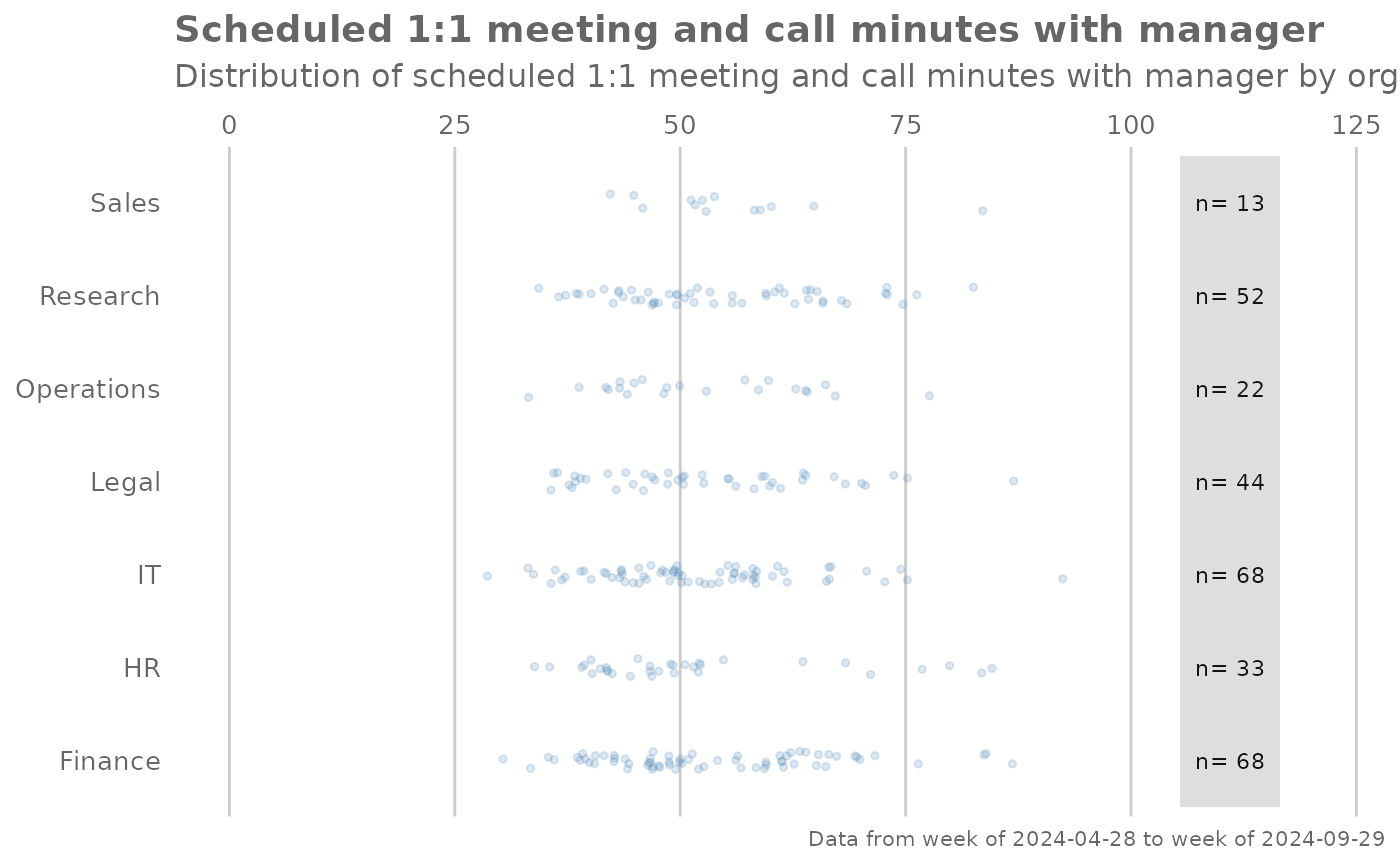 Scheduled 1:1 meeting and call minutes with manager
Distribution of scheduled 1:1 meeting and call minutes with manager by org
0 25 50 75 100 125
Sales n= 13
Research n= 52
Operations n= 22
Legal n= 44
IT n= 68
HR n= 33
Finance n= 68
Data from week of 2024-04-28 to week of 2024-09-29